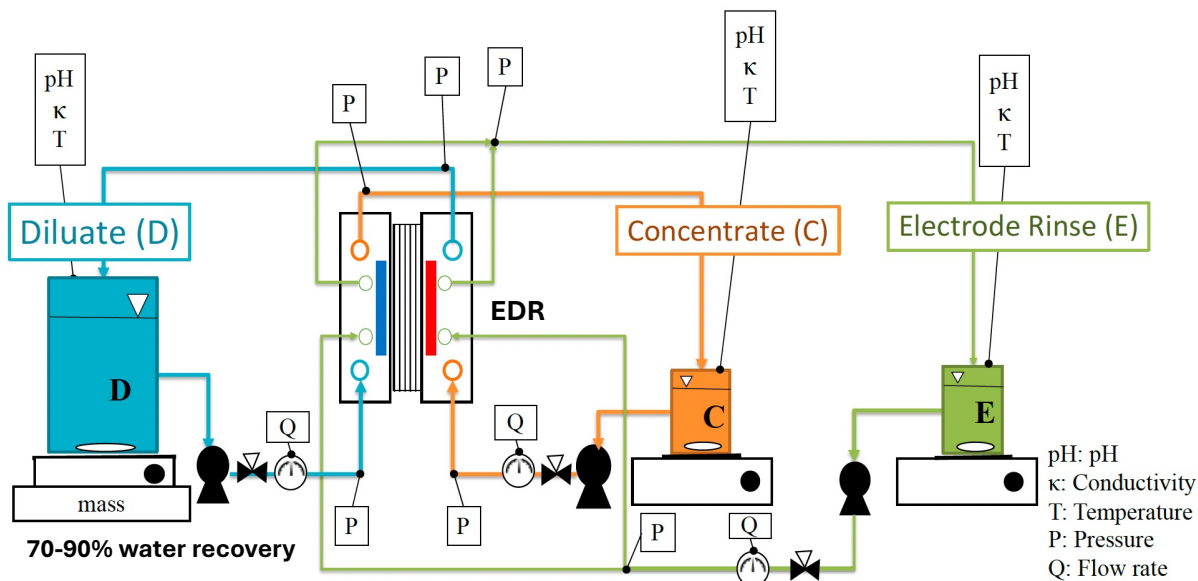 pH
κ
T
P
P
P
pH
κ
T
pH
κ
T
Diluate (D)
Concentrate (C)
Electrode Rinse (E)
EDR
D
C
E
Q
Q
mass
P
P
P
Q
70-90% water recovery
pH: pH
κ: Conductivity
T: Temperature
P: Pressure
Q: Flow rate